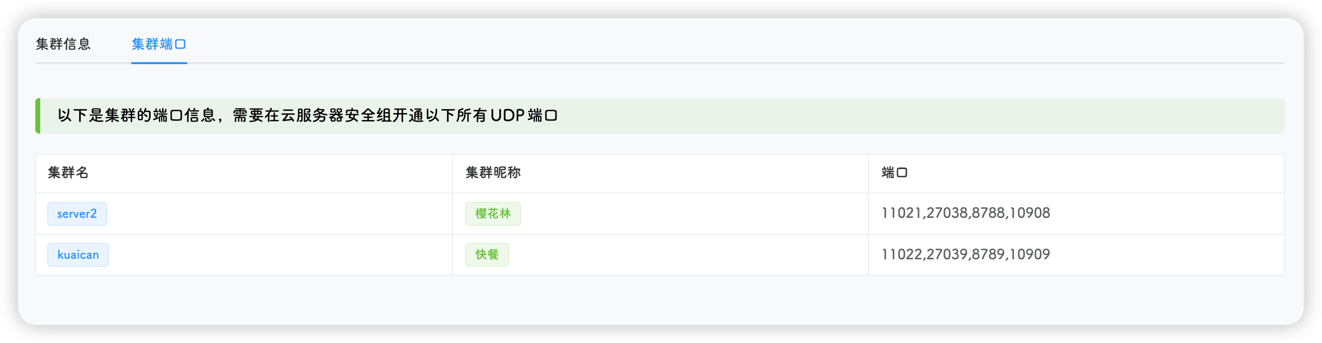 集群信息 集群端口
以下是集群的端口信息，需要在云服务器安全组开通以下所有UDP端口
集群名 集群昵称 端口
server2 樱花林 11021,27038,8788,10908
kuaican 快餐 11022,27039,8789,10909